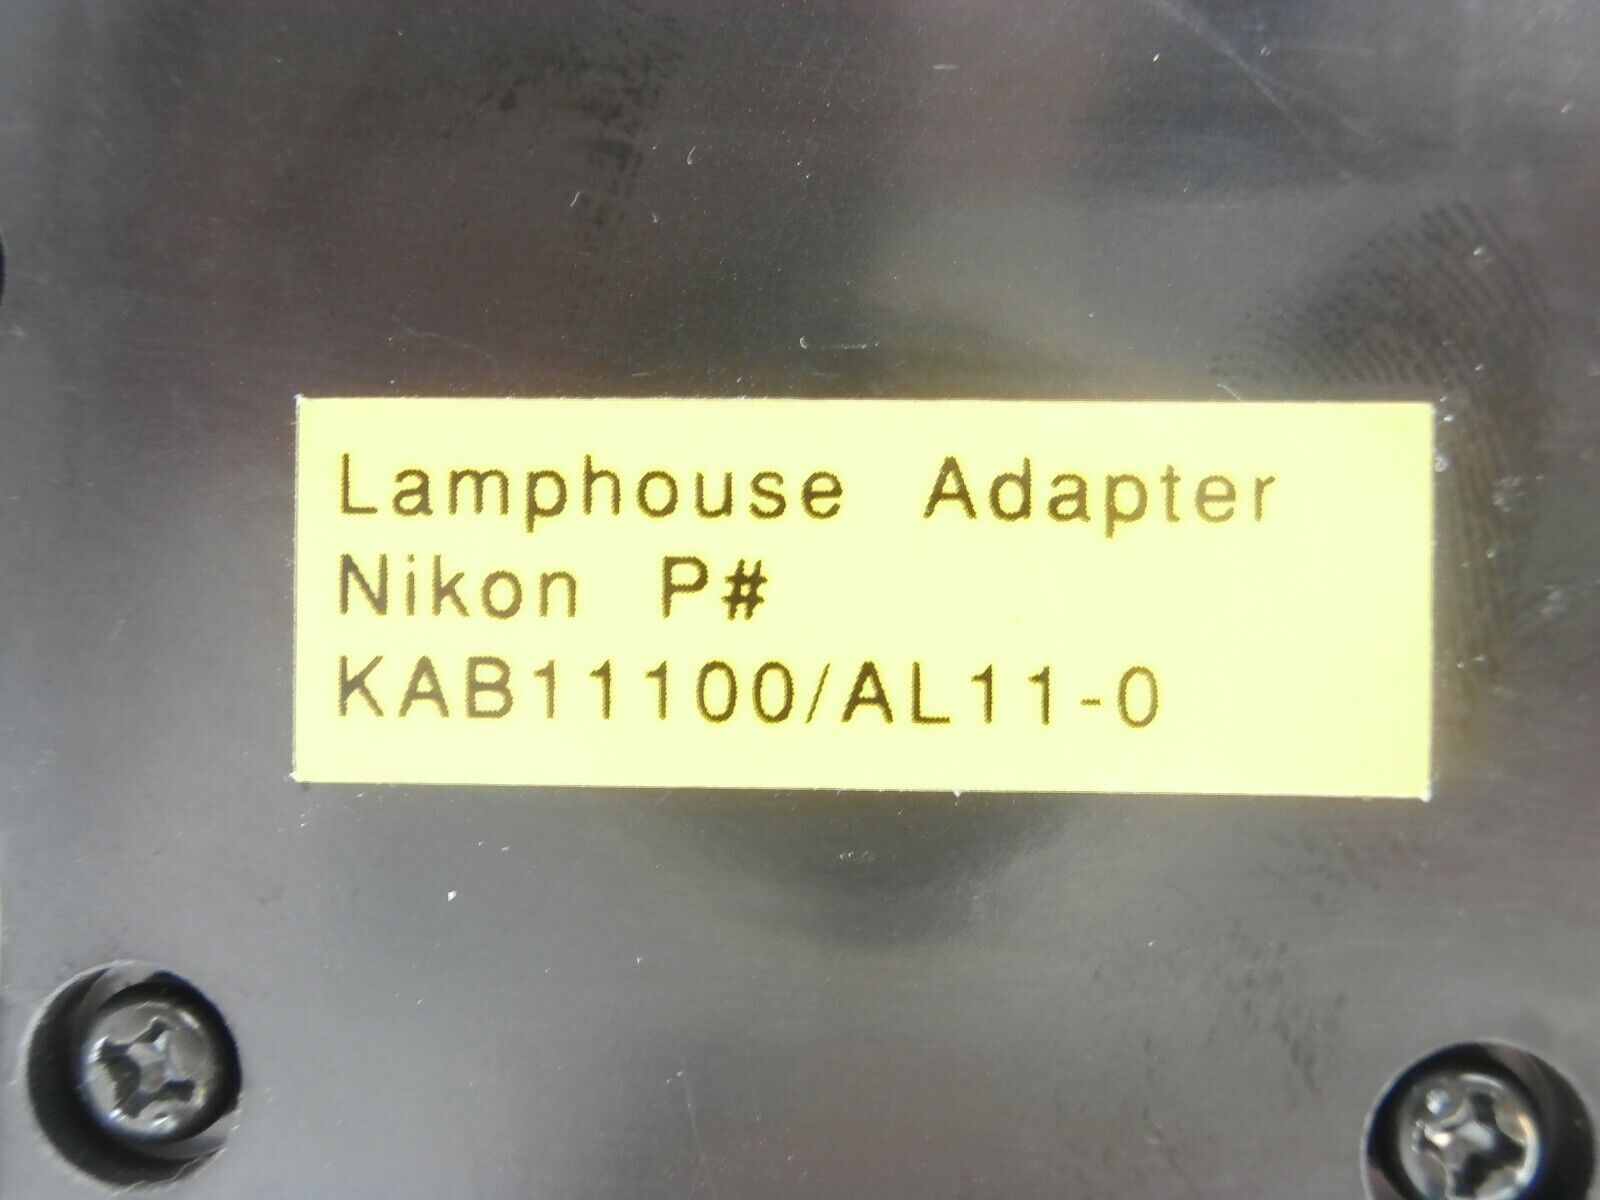 Lamphouse Adapter
Nikon P#
KAB11100/AL11-0